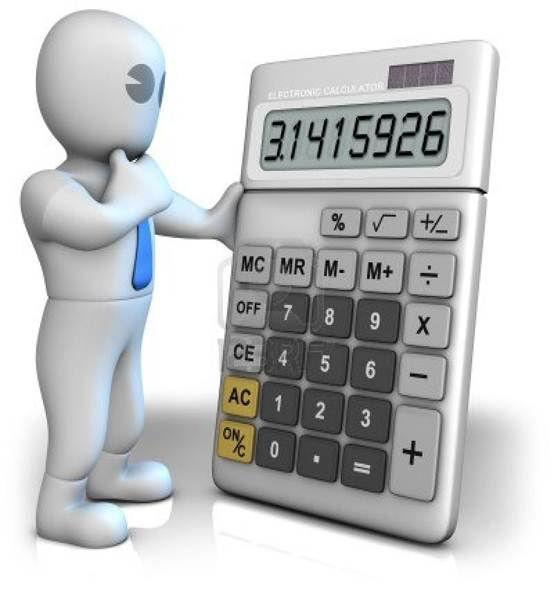 ELECTRONIC CALCULATOR
3.1415926
% √ +/-
MC MR M- M+ ÷
OFF 7 8 9 X
CE 4 5 6 −
AC 1 2 3 +
ON/C 0 . =